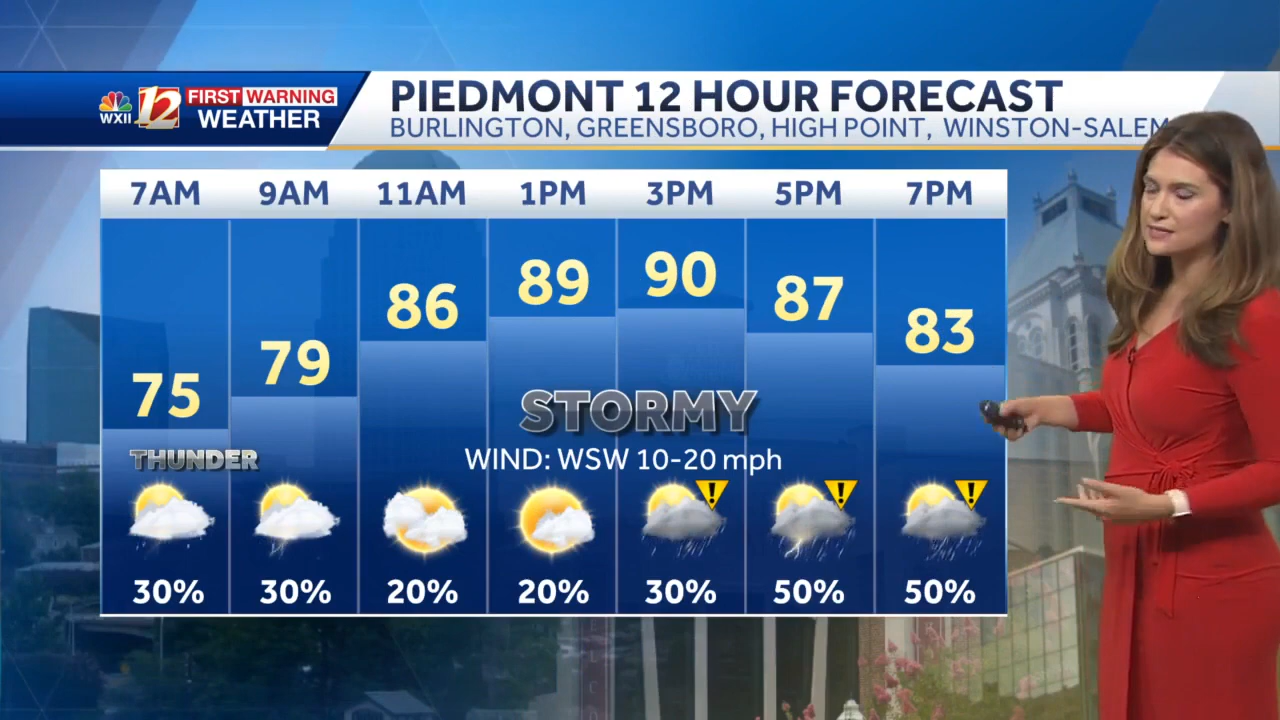 WXII 12 FIRST WARNING
WEATHER
PIEDMONT 12 HOUR FORECAST
BURLINGTON, GREENSBORO, HIGH POINT, WINSTON-SALEM
7AM 9AM 11AM 1PM 3PM 5PM 7PM
75 79 86 89 90 87 83
STORMY
THUNDER
WIND: WSW 10-20 mph
! ! !
30% 30% 20% 20% 30% 50% 50%